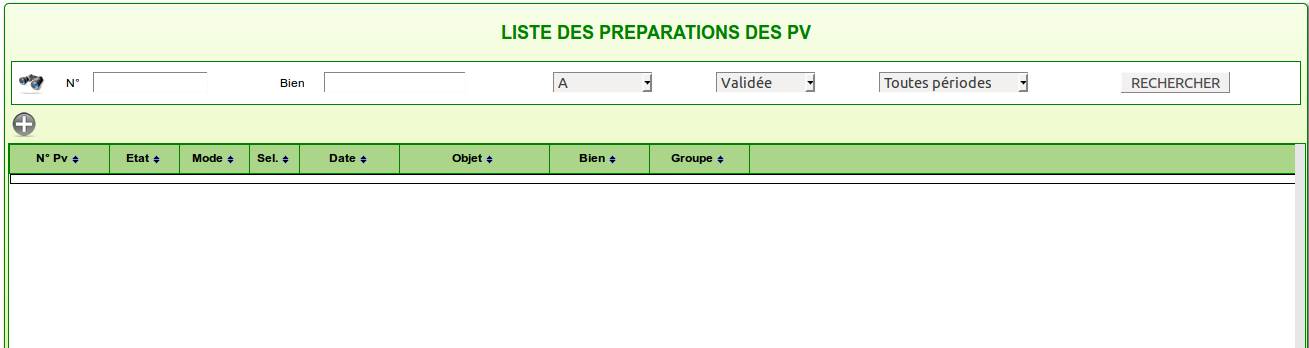 LISTE DES PREPARATIONS DES PV
N° Bien A Validée Toutes périodes RECHERCHER
N° Pv Etat Mode Sel. Date Objet Bien Groupe